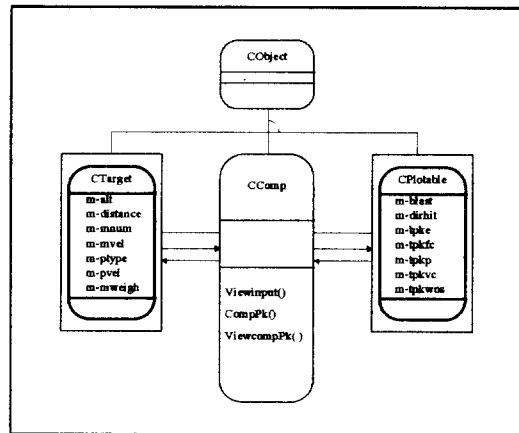 CObject
CTarget
m-alt
m-distance
m-mnum
m-mvel
m-ptype
m-pvel
m-mweigh
CComp
Viewinput()
CompPk()
ViewcompPk( )
CPlotable
m-blast
m-dirhit
m-tpke
m-tpkfc
m-tpkp
m-tpkvc
m-tpkwos